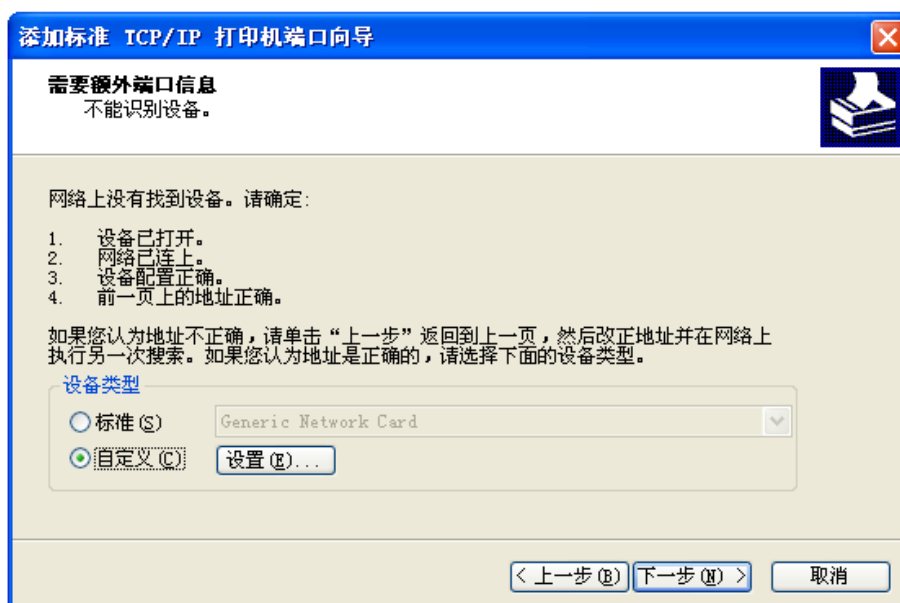 添加标准 TCP/IP 打印机端口向导
需要额外端口信息
不能识别设备。
网络上没有找到设备。请确定:
1. 设备已打开。
2. 网络已连上。
3. 设备配置正确。
4. 前一页上的地址正确。
如果您认为地址不正确,请单击“上一步”返回到上一页,然后改正地址并在网络上
执行另一次搜索。如果您认为地址是正确的,请选择下面的设备类型。
设备类型
标准(S) Generic Network Card
自定义(C) 设置(E)...
< 上一步(B) 下一步(N) > 取消